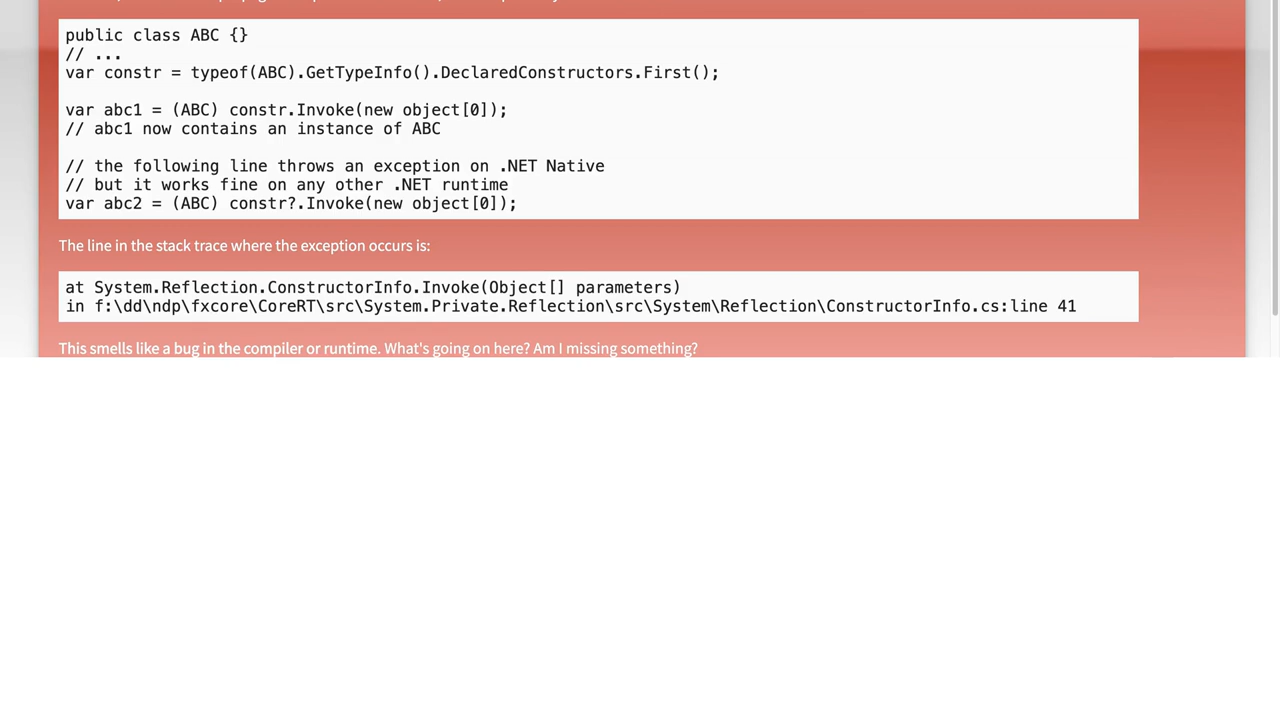 public class ABC {}
// ...
var constr = typeof(ABC).GetTypeInfo().DeclaredConstructors.First();
var abc1 = (ABC) constr.Invoke(new object[0]);
// abc1 now contains an instance of ABC
// the following line throws an exception on .NET Native
// but it works fine on any other .NET runtime
var abc2 = (ABC) constr?.Invoke(new object[0]);
The line in the stack trace where the exception occurs is:
at System.Reflection.ConstructorInfo.Invoke(Object[] parameters)
in f:\dd\ndp\fxcore\CoreRT\src\System.Private.Reflection\src\System\Reflection\ConstructorInfo.cs:line 41
This smells like a bug in the compiler or runtime. What's going on here? Am I missing something?